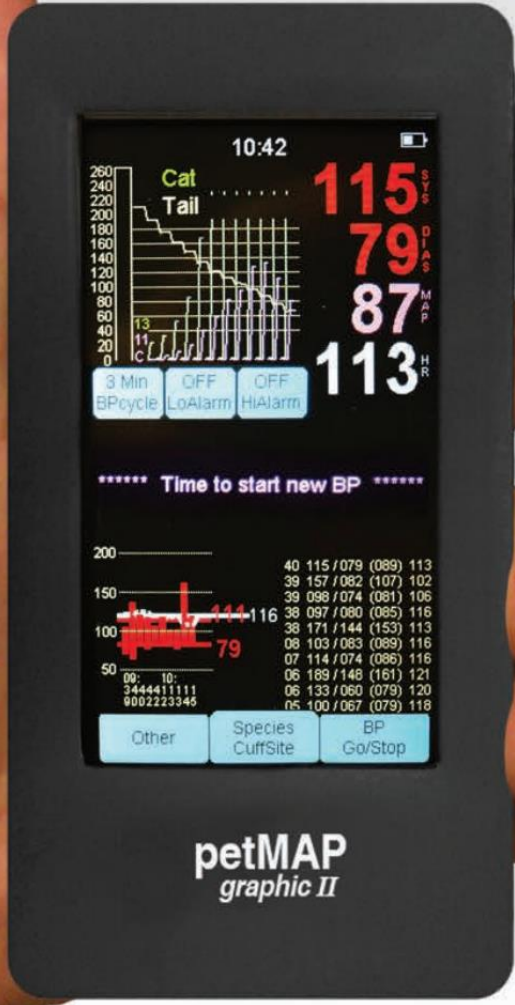 10:42
260
240
220
200
180
160
140
120
100
80
60
40
20
0
Cat
Tail
13
11
C
115 SYS
79 DIAS
87 MAP
113 HR
3 Min
BPcycle
OFF
LoAlarm
OFF
HiAlarm
****** Time to start new BP ******
200
150
100
50
111
116
79
09: 10:
3444411111
9002223345
40 115/079 (089) 113
39 157/082 (107) 102
39 098/074 (081) 106
38 097/080 (085) 116
38 171/144 (153) 113
08 103/083 (089) 116
07 114/074 (086) 116
06 189/148 (161) 121
06 133/060 (079) 120
05 100/067 (079) 118
Other
Species
CuffSite
BP
Go/Stop
petMAP
graphic II